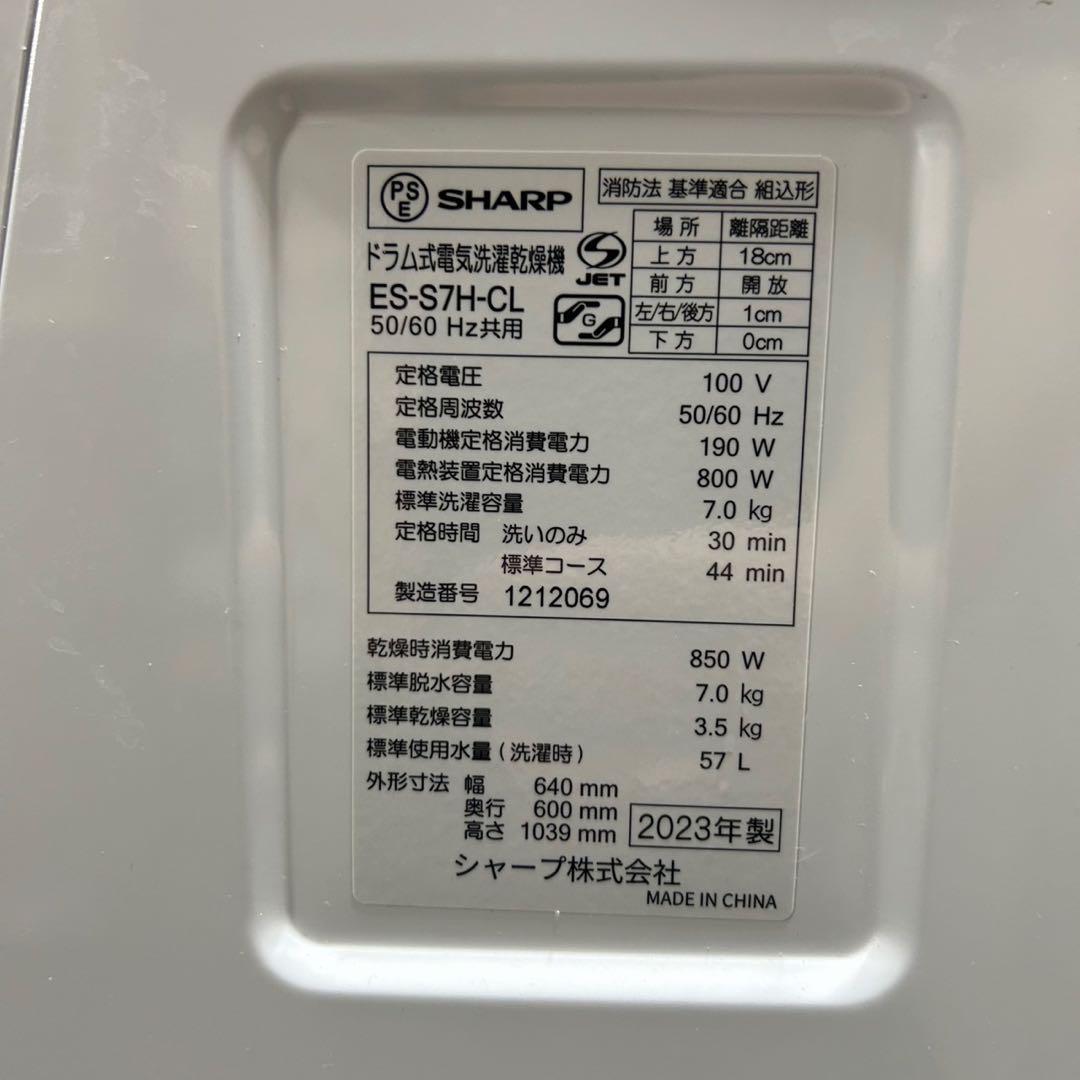 PSE SHARP
消防法 基準適合 組込形
場所 離隔距離
上方 18cm
前方 開放
左/右/後方 1cm
下方 0cm
ドラム式電気洗濯乾燥機
JET
ES-S7H-CL
G
50/60 Hz共用
定格電圧 100 V
定格周波数 50/60 Hz
電動機定格消費電力 190 W
電熱装置定格消費電力 800 W
標準洗濯容量 7.0 kg
定格時間 洗いのみ 30 min
標準コース 44 min
製造番号 1212069
乾燥時消費電力 850 W
標準脱水容量 7.0 kg
標準乾燥容量 3.5 kg
標準使用水量(洗濯時) 57 L
外形寸法 幅 640 mm
奥行 600 mm
高さ 1039 mm
2023年製
シャープ株式会社
MADE IN CHINA